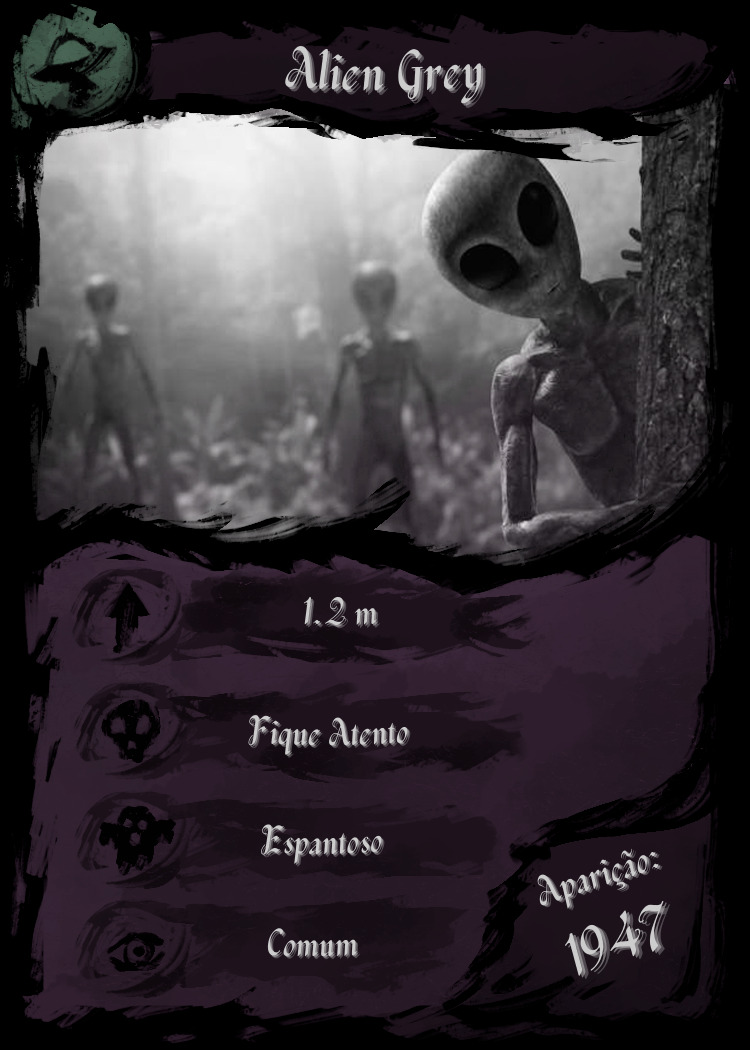 Alien Grey
1.2 m
Fique Atento
Espantoso
Comum
Aparição:
1947